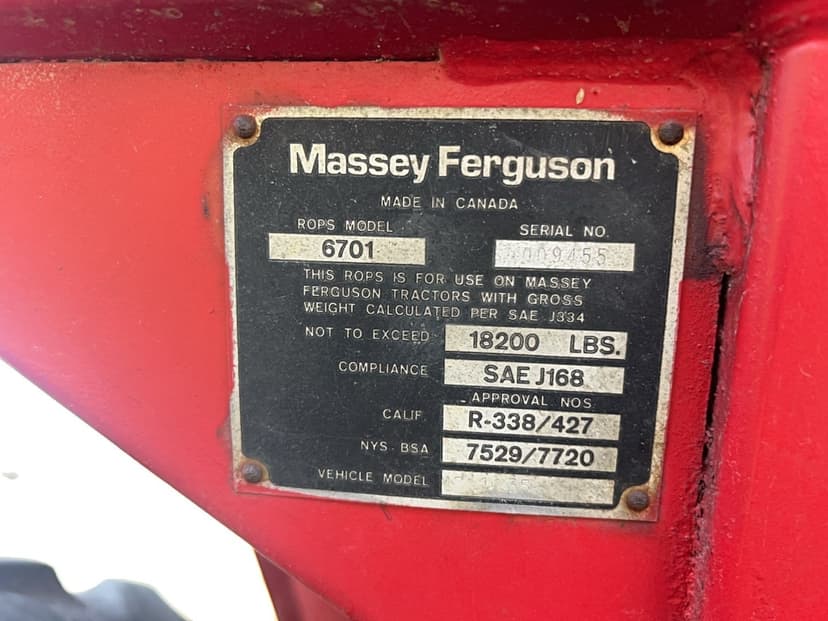 Massey Ferguson
MADE IN CANADA
ROPS MODEL SERIAL NO.
6701
THIS ROPS IS FOR USE ON MASSEY
FERGUSON TRACTORS WITH GROSS
WEIGHT CALCULATED PER SAE J334
NOT TO EXCEED 18200 LBS.
COMPLIANCE SAE J168
APPROVAL NOS
CALIF. R-338/427
NYS. BSA 7529/7720
VEHICLE MODEL